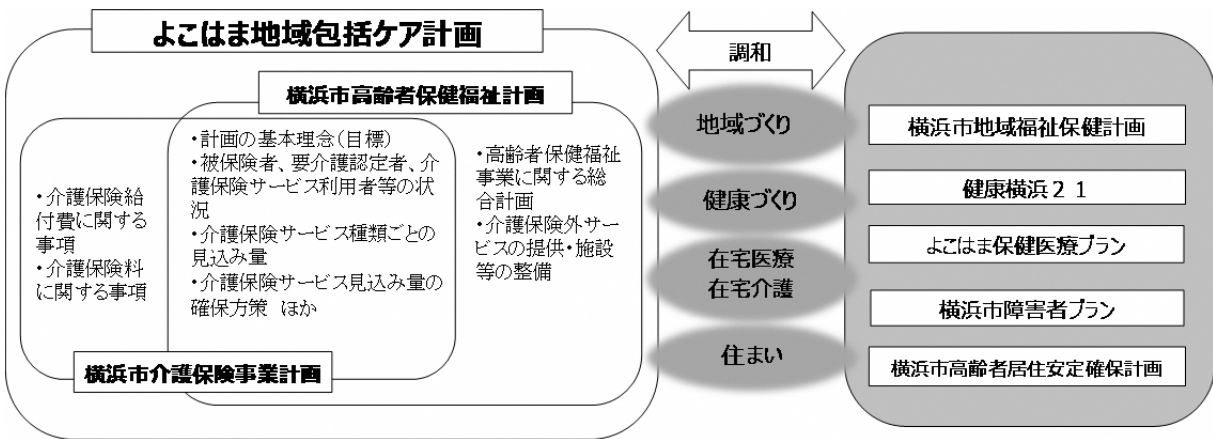 よこはま地域包括ケア計画
横浜市高齢者保健福祉計画
・介護保険給
付費に関する
事項
・介護保険料
に関する事項
・計画の基本理念(目標)
・被保険者、要介護認定者、介
護保険サービス利用者等の状
況
・介護保険サービス種類ごとの
見込み量
・介護保険サービス見込み量の
確保方策 ほか
・高齢者保健福祉
事業に関する総
合計画
・介護保険外サー
ビスの提供・施設
等の整備
横浜市介護保険事業計画
調和
地域づくり
健康づくり
在宅医療
在宅介護
住まい
横浜市地域福祉保健計画
健康横浜21
よこはま保健医療プラン
横浜市障害者プラン
横浜市高齢者居住安定確保計画